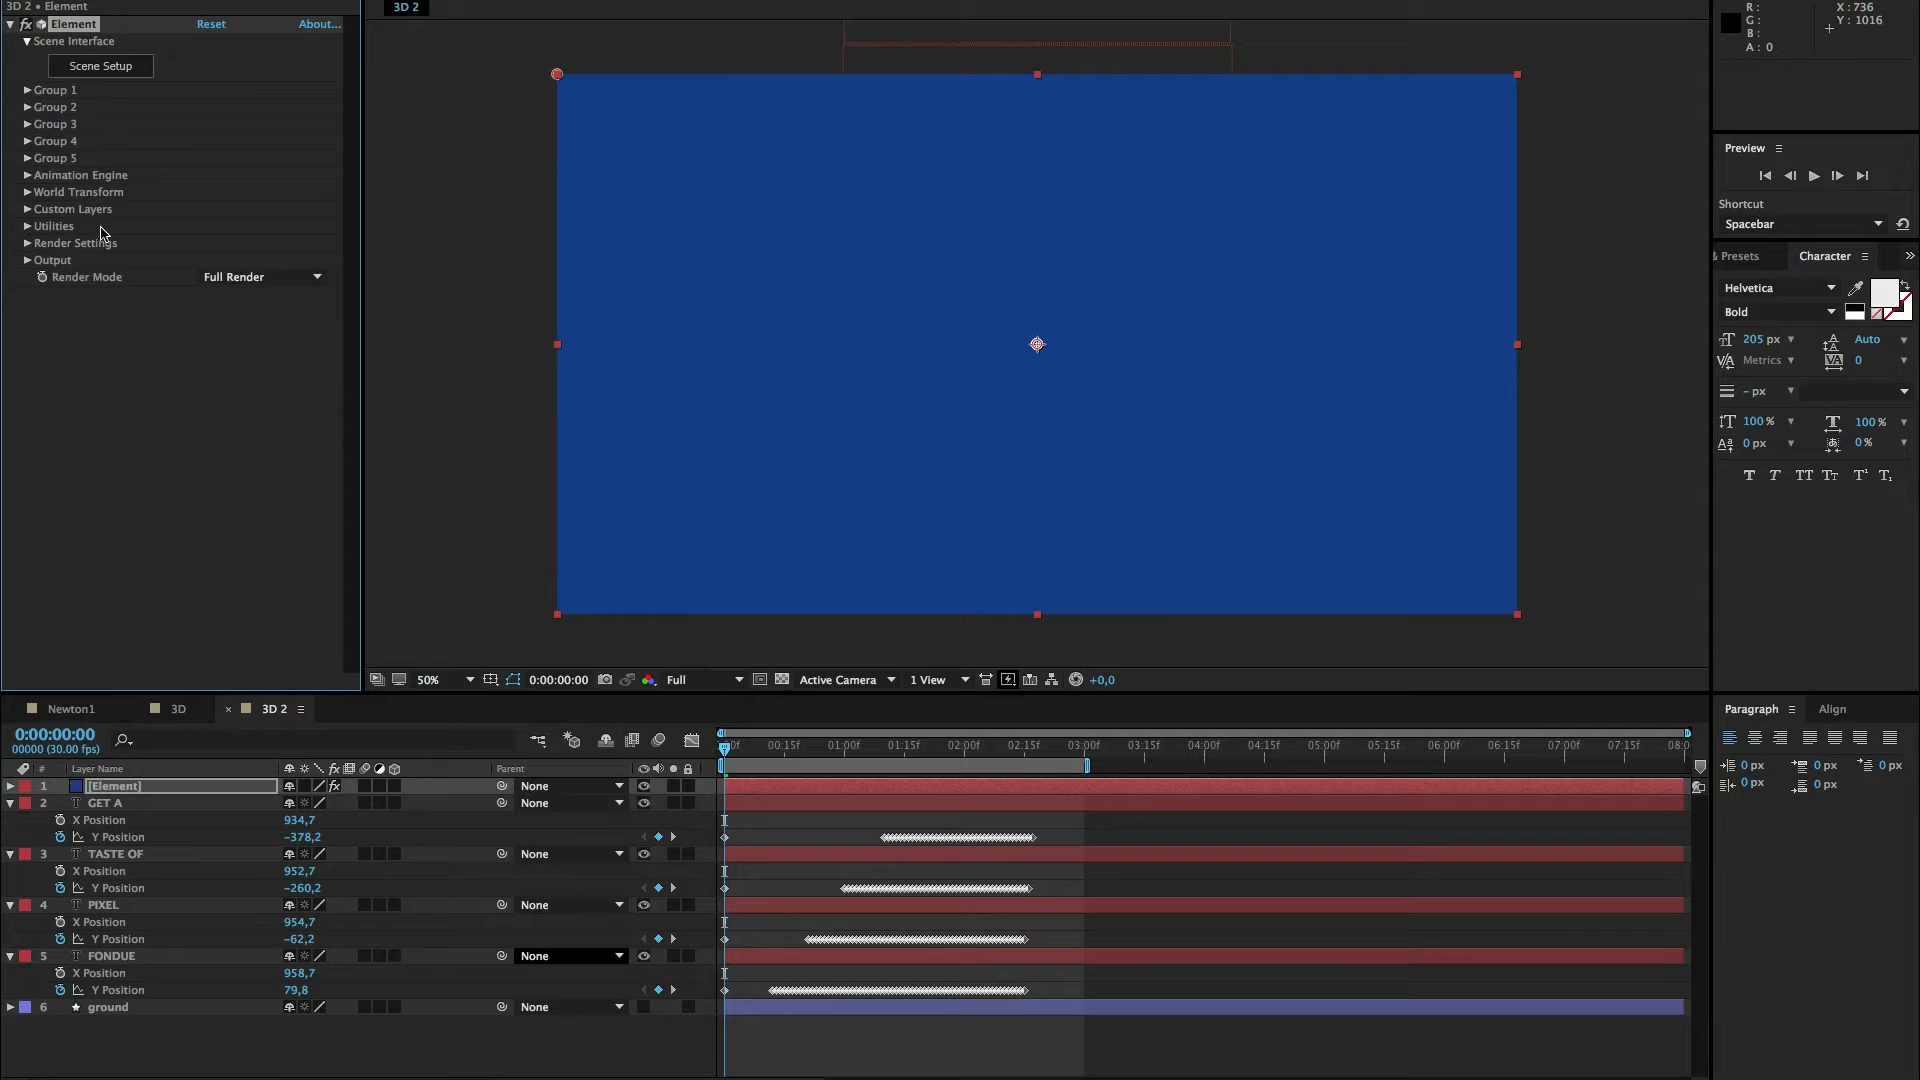 3D 2 • Element
fx Element Reset About...
Scene Interface
Scene Setup
Group 1
Group 2
Group 3
Group 4
Group 5
Animation Engine
World Transform
Custom Layers
Utilities
Render Settings
Output
Render Mode Full Render
3D 2
50% 0:00:00:00 Full Active Camera 1 View +0,0
R :
G :
B :
A : 0
X : 736
Y : 1016
Preview
Shortcut
Spacebar
& Presets Character
Helvetica
Bold
205 px Auto
Metrics 0
- px
100 % 100 %
0 px 0 %
T T TT Tт T¹ T₁
Paragraph Align
0 px 0 px 0 px
0 px 0 px
Newton1 3D × 3D 2
0:00:00:00
00000 (30.00 fps)
00:15f 01:00f 01:15f 02:00f 02:15f 03:00f 03:15f 04:00f 04:15f 05:00f 05:15f 06:00f 06:15f 07:00f 07:15f 08:0
# Layer Name fx Parent
1 [Element] fx None
2 T GET A None
X Position 934,7
Y Position -378,2
3 T TASTE OF None
X Position 952,7
Y Position -260,2
4 T PIXEL None
X Position 954,7
Y Position -62,2
5 T FONDUE None
X Position 958,7
Y Position 79,8
6 ground None